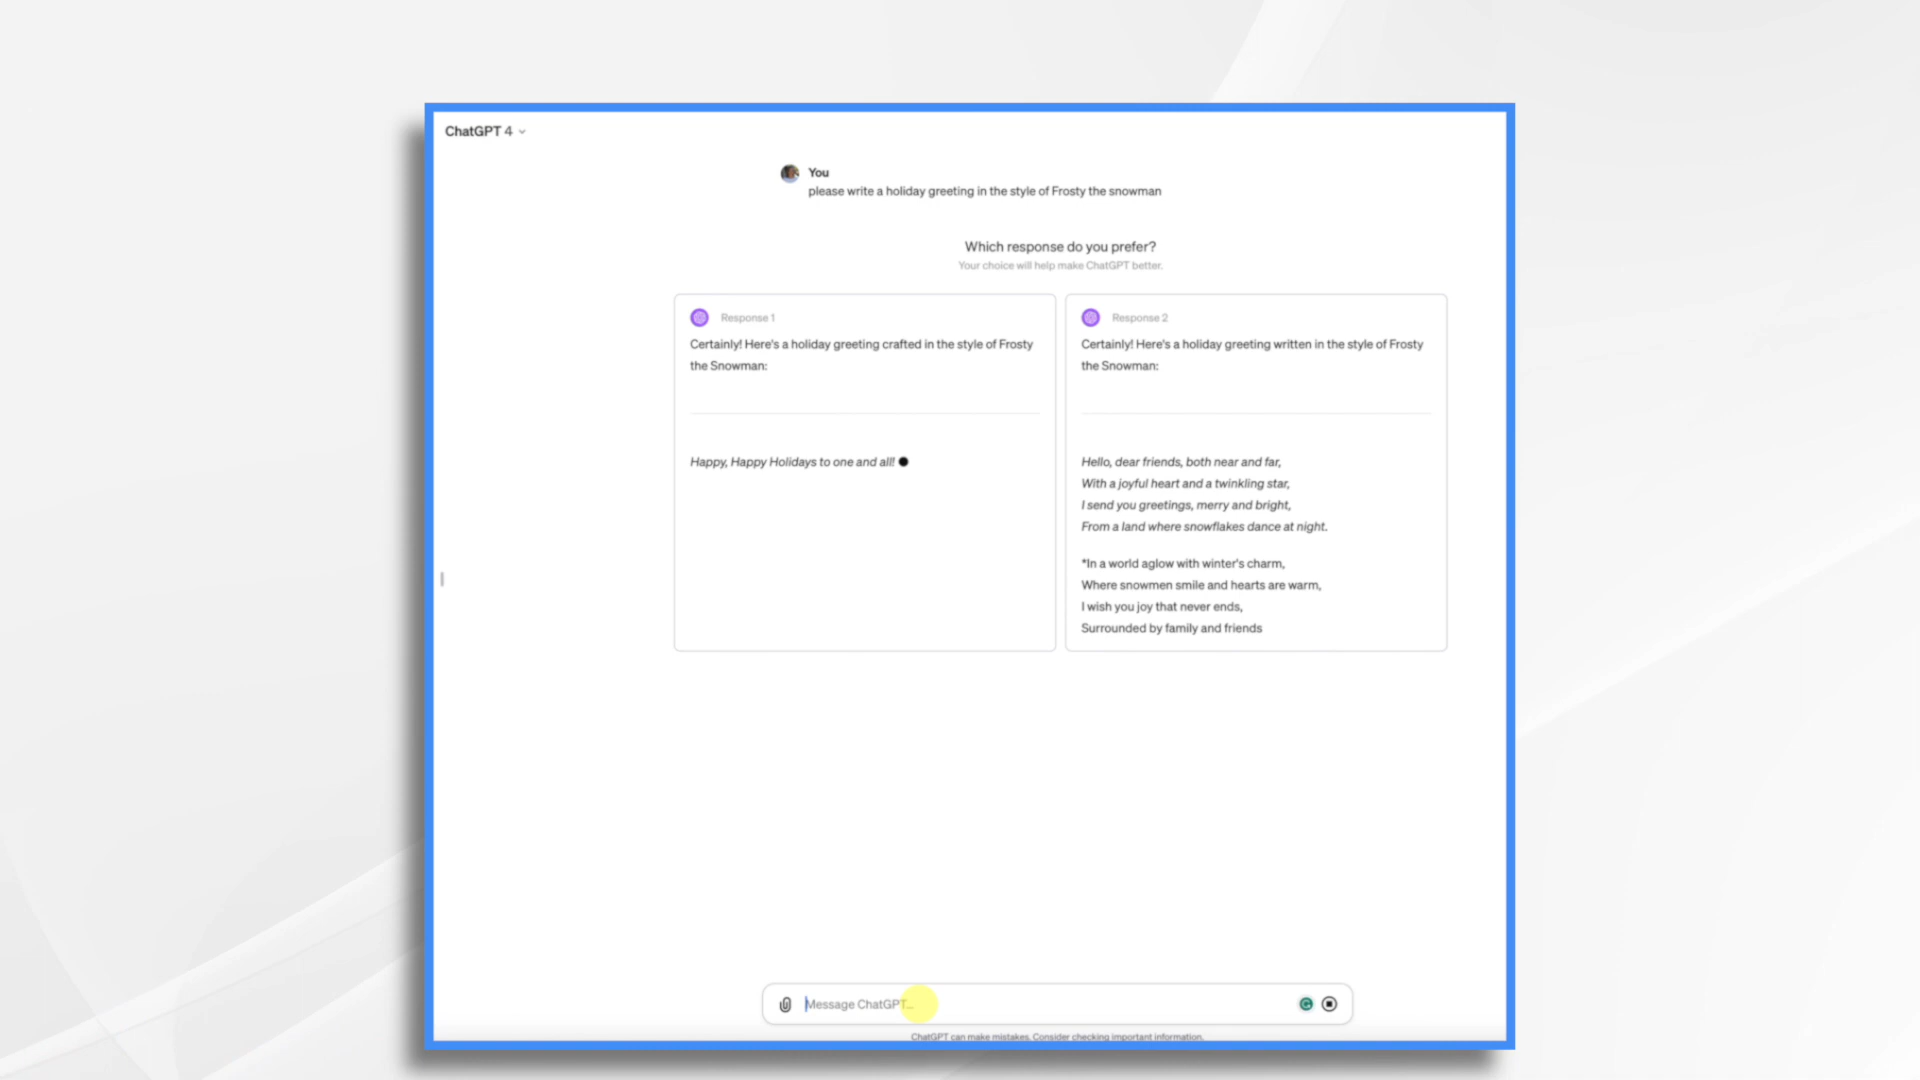 ChatGPT 4
You
please write a holiday greeting in the style of Frosty the snowman
Which response do you prefer?
Your choice will help make ChatGPT better.
Response 1
Certainly! Here's a holiday greeting crafted in the style of Frosty
the Snowman:
Happy, Happy Holidays to one and all!
Response 2
Certainly! Here's a holiday greeting written in the style of Frosty
the Snowman:
Hello, dear friends, both near and far,
With a joyful heart and a twinkling star,
I send you greetings, merry and bright,
From a land where snowflakes dance at night.
*In a world aglow with winter's charm,
Where snowmen smile and hearts are warm,
I wish you joy that never ends,
Surrounded by family and friends
Message ChatGPT...
ChatGPT can make mistakes. Consider checking important information.